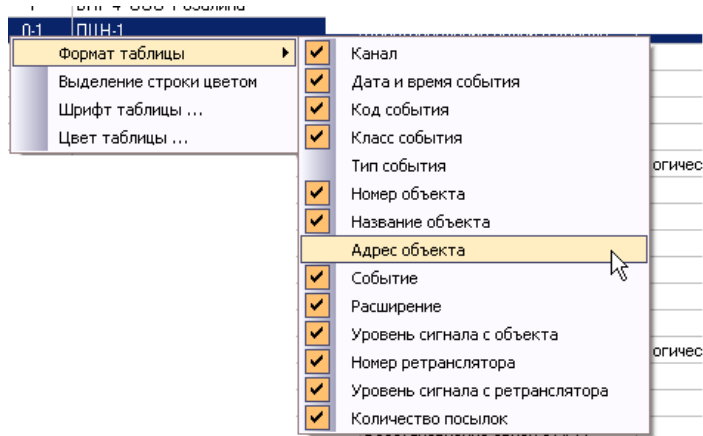 0-1 ПЦН-1
Формат таблицы
Выделение строки цветом
Шрифт таблицы ...
Цвет таблицы ...
Канал
Дата и время события
Код события
Класс события
Тип события
огичес
Номер объекта
Название объекта
Адрес объекта
Событие
Расширение
Уровень сигнала с объекта
огичес
Номер ретранслятора
Уровень сигнала с ретранслятора
Количество посылок